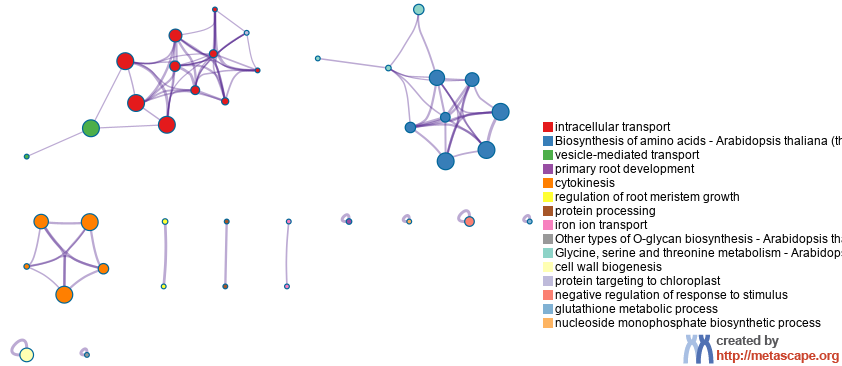 intracellular transport
Biosynthesis of amino acids - Arabidopsis thaliana (th
vesicle-mediated transport
primary root development
cytokinesis
regulation of root meristem growth
protein processing
iron ion transport
Other types of O-glycan biosynthesis - Arabidopsis tha
Glycine, serine and threonine metabolism - Arabidops
cell wall biogenesis
protein targeting to chloroplast
negative regulation of response to stimulus
glutathione metabolic process
nucleoside monophosphate biosynthetic process
created by
http://metascape.org